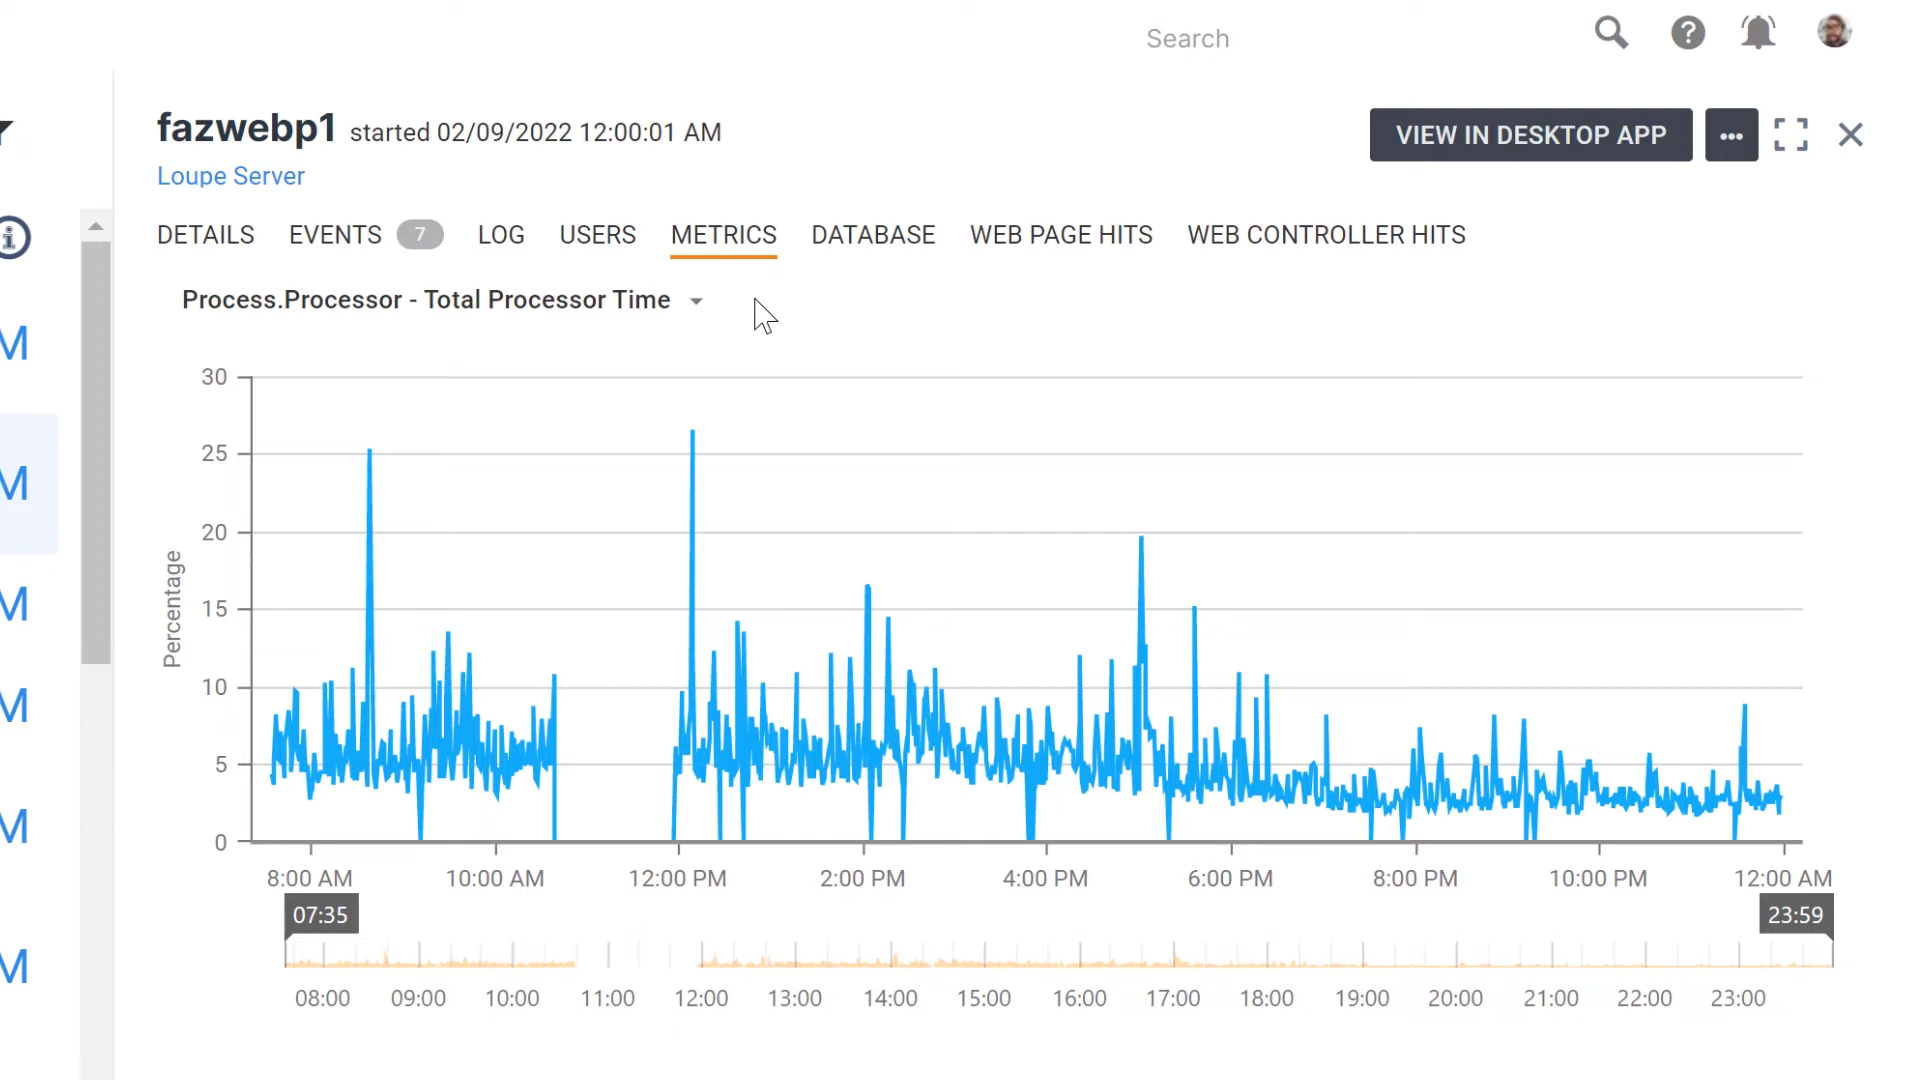 Search
fazwebp1 started 02/09/2022 12:00:01 AM
VIEW IN DESKTOP APP
Loupe Server
DETAILS EVENTS 7 LOG USERS METRICS DATABASE WEB PAGE HITS WEB CONTROLLER HITS
Process.Processor - Total Processor Time
M
M
M
M
M
M
Percentage
30
25
20
15
10
5
0
8:00 AM 10:00 AM 12:00 PM 2:00 PM 4:00 PM 6:00 PM 8:00 PM 10:00 PM 12:00 AM
07:35 23:59
08:00 09:00 10:00 11:00 12:00 13:00 14:00 15:00 16:00 17:00 18:00 19:00 20:00 21:00 22:00 23:00